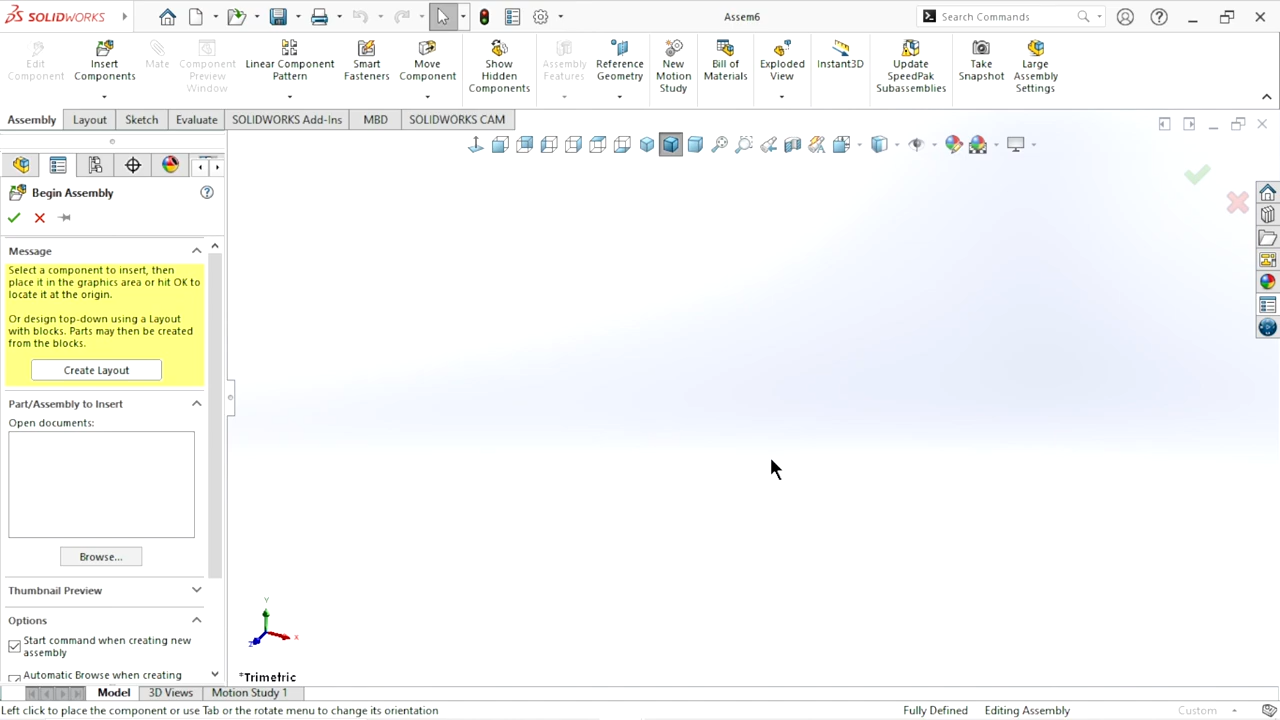 SOLIDWORKS
Assem6
Search Commands
Edit Component
Insert Components
Mate
Component Preview Window
Linear Component Pattern
Smart Fasteners
Move Component
Show Hidden Components
Assembly Features
Reference Geometry
New Motion Study
Bill of Materials
Exploded View
Instant3D
Update SpeedPak Subassemblies
Take Snapshot
Large Assembly Settings
Assembly
Layout
Sketch
Evaluate
SOLIDWORKS Add-Ins
MBD
SOLIDWORKS CAM
Begin Assembly
Message
Select a component to insert, then
place it in the graphics area or hit OK to
locate it at the origin.
Or design top-down using a Layout
with blocks. Parts may then be created
from the blocks.
Create Layout
Part/Assembly to Insert
Open documents:
Browse...
Thumbnail Preview
Options
Start command when creating new
assembly
Automatic Browse when creating
Y
X
Z
*Trimetric
Model
3D Views
Motion Study 1
Left click to place the component or use Tab or the rotate menu to change its orientation
Fully Defined
Editing Assembly
Custom